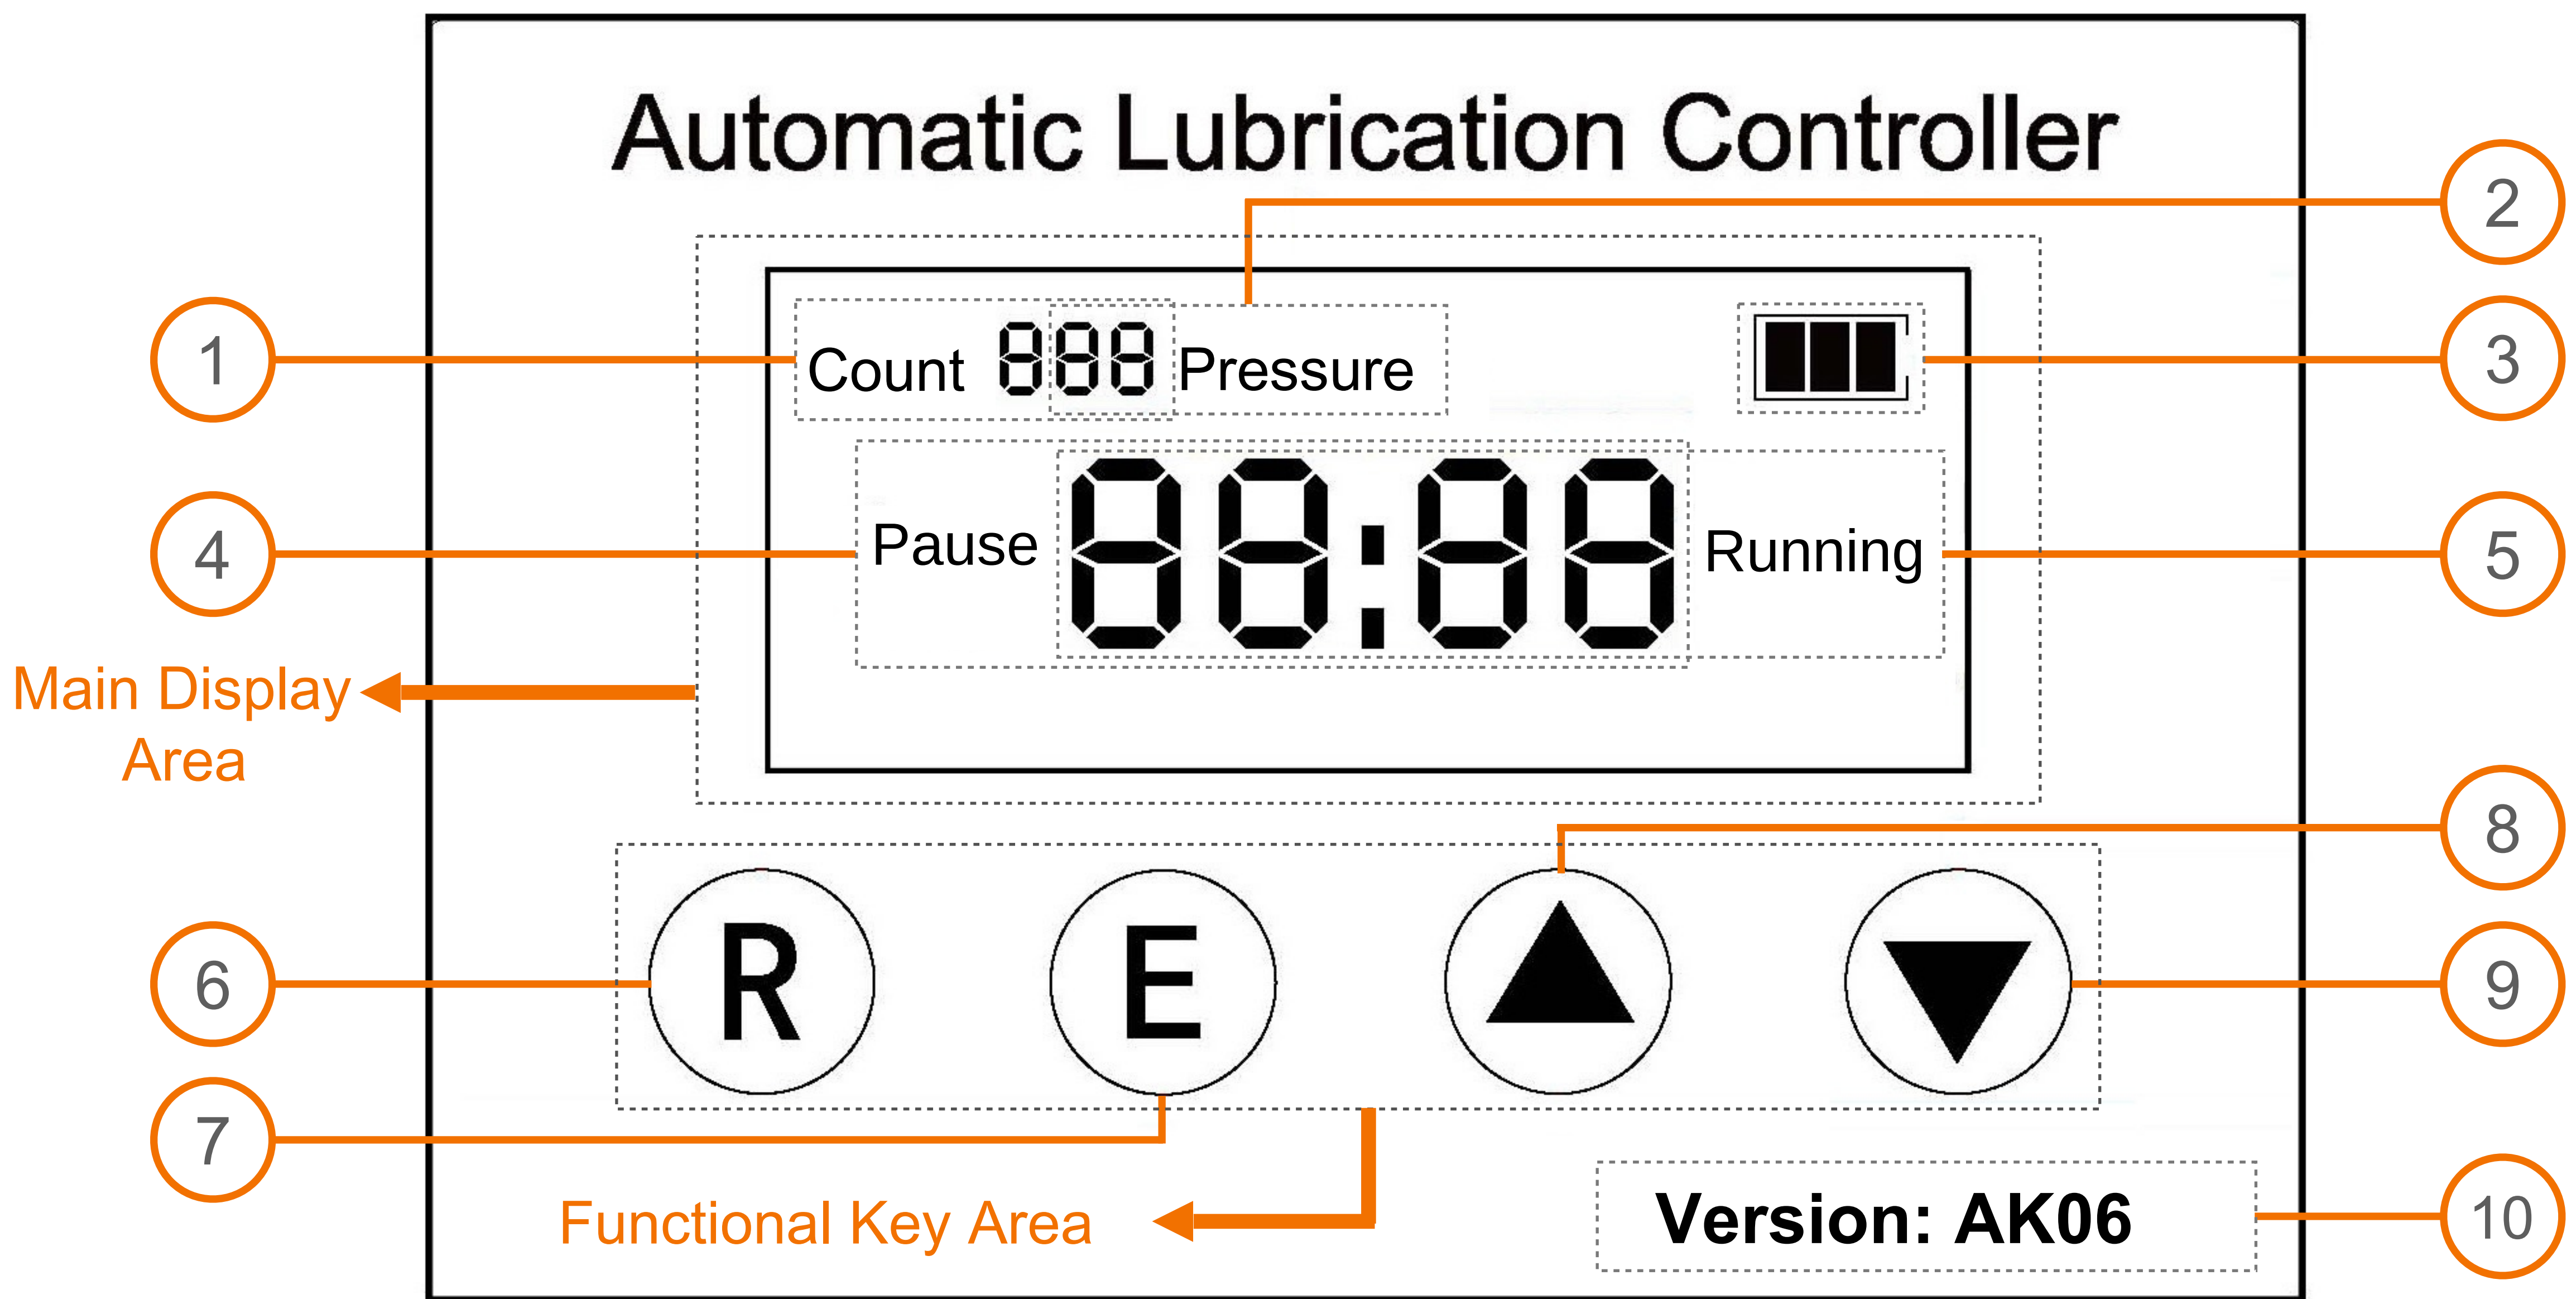 Automatic Lubrication Controller
2
1
Count 888 Pressure
3
4
Pause 88:88 Running
5
Main Display
Area
8
R
E
6
9
7
Functional Key Area
Version: AK06
10